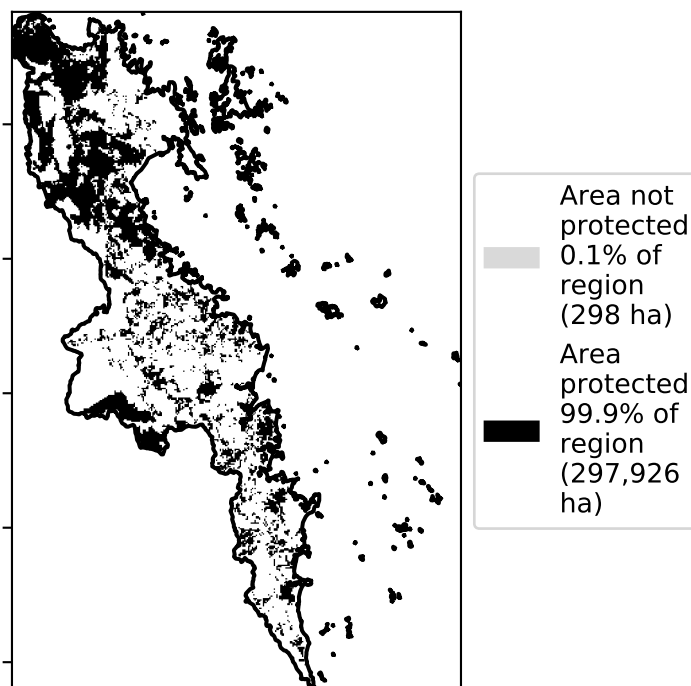 Area not
protected
0.1% of
region
(298 ha)
Area
protected
99.9% of
region
(297,926
ha)